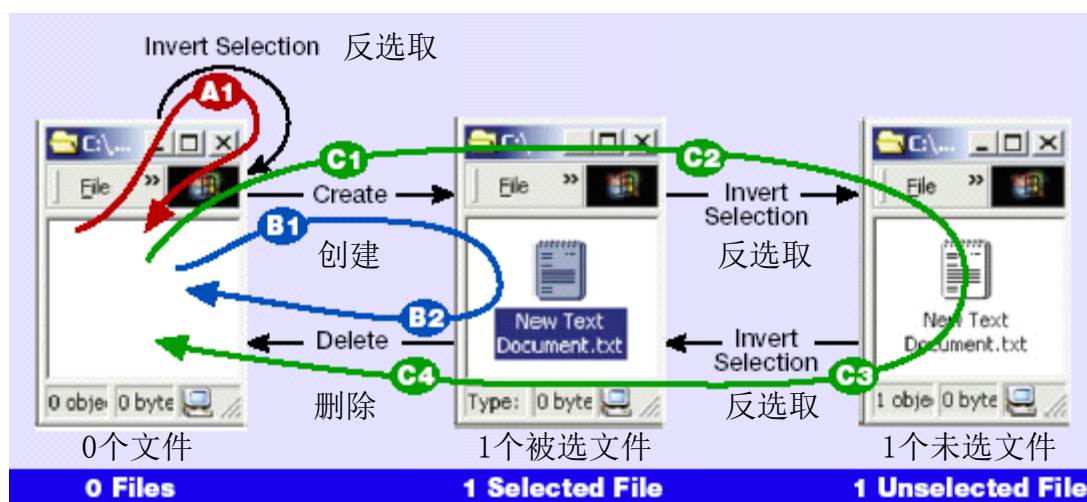 Invert Selection 反选取
A1
C1
C2
C:\...
C:\...
C:\...
File »
File »
File »
Create
Invert
Selection
B1
创建
反选取
B2
New Text
Document.txt
New Text
Document.txt
Delete
Invert
Selection
C4
C3
删除
反选取
0 obje 0 byte
Type: 0 byte
1 obje 0 byte
0个文件
1个被选文件
1个未选文件
0 Files
1 Selected File
1 Unselected File